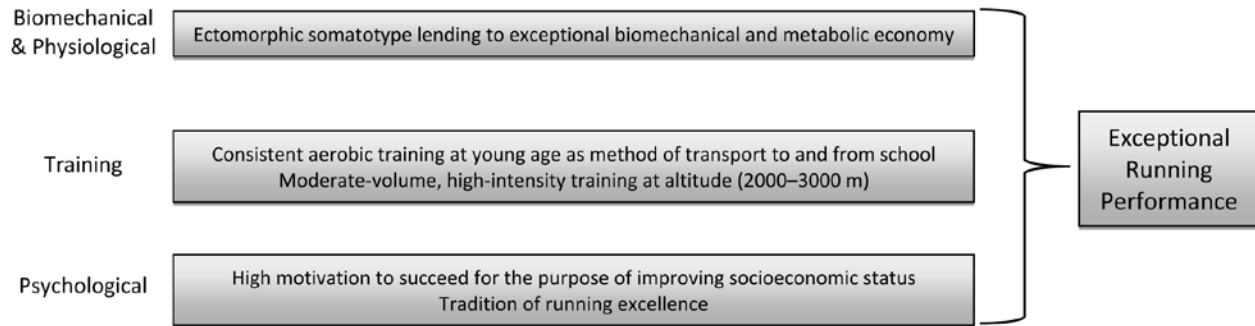 Biomechanical
& Physiological
Ectomorphic somatotype lending to exceptional biomechanical and metabolic economy
Training
Consistent aerobic training at young age as method of transport to and from school
Moderate-volume, high-intensity training at altitude (2000–3000 m)
Psychological
High motivation to succeed for the purpose of improving socioeconomic status
Tradition of running excellence
Exceptional
Running
Performance